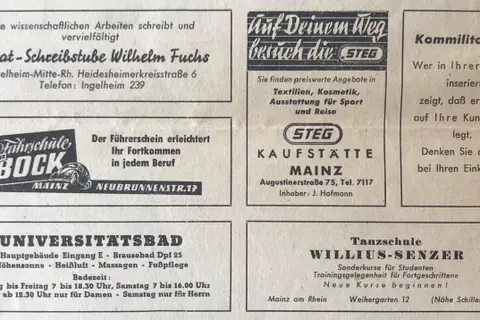 e wissenschaftlichen Arbeiten schreibt und
vervielfältigt
at-Schreibstube Wilhelm Fuchs
elheim-Mitte-Rh. Heidesheimerkreisstraße 6
Telefon: Ingelheim 239
Fahrschule
BOCK
MAINZ NEUBRUNNENSTR.17
Der Führerschein erleichtert
Ihr Fortkommen
in jedem Beruf
UNIVERSITÄTSBAD
Hauptgebäude Eingang E - Brausebad Dpf 25
Höhensonne - Heißluft - Massagen - Fußpflege
Badezeit:
g bis Freitag 7 bis 18.30 Uhr, Samstag 7 bis 16.00 Uhr
ab 12.30 Uhr nur für Damen - Samstag nur für Herrn
Auf Deinem Weg
besuch die STEG
Sie finden preiswerte Angebote in
Textilien, Kosmetik,
Ausstattung für Sport
und Reise
STEG
KAUFSTÄTTE
MAINZ
Augustinerstraße 75, Tel. 7117
Inhaber: J. Hofmann
Kommilito
Wer in Ihrer
inserier
zeigt, daß er
auf Ihre Kun
legt.
Denken Sie d
bei Ihren Eink
Tanzschule
WILLIUS-SENZER
Sonderkurse für Studenten
Trainingsgelegenheit für Fortgeschrittene
Neue Kurse beginnen!
Mainz am Rhein Weihergarten 12 (Nähe Schille